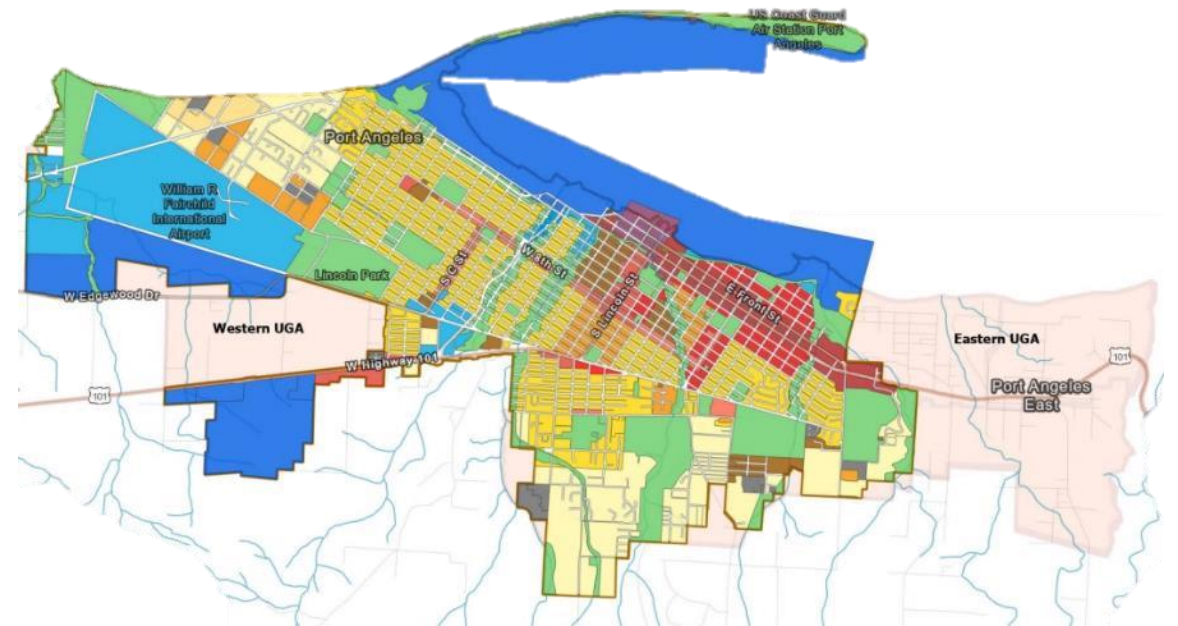 US Coast Guard
Air Station Port
Angeles
Port Angeles
William R
Fairchild
International
Airport
Lincoln Park
S C St
W 8th St
S Lincoln St
E Front St
W Edgewood Dr
Western UGA
W Highway 101
101
Eastern UGA
101
Port Angeles
East